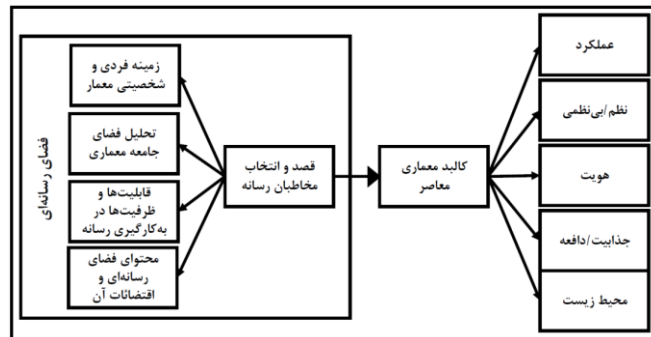 فضای رسانه‌ای
زمینه فردی و
شخصیتی معمار
تحلیل فضای
جامعه معماری
قابلیت‌ها و
ظرفیت‌ها در
به‌کارگیری رسانه
محتوای فضای
رسانه‌ای و
اقتضائات آن
قصد و انتخاب
مخاطبان رسانه
کالبد معماری
معاصر
عملکرد
نظم/بی‌نظمی
هویت
جذابیت/دافعه
محیط زیست